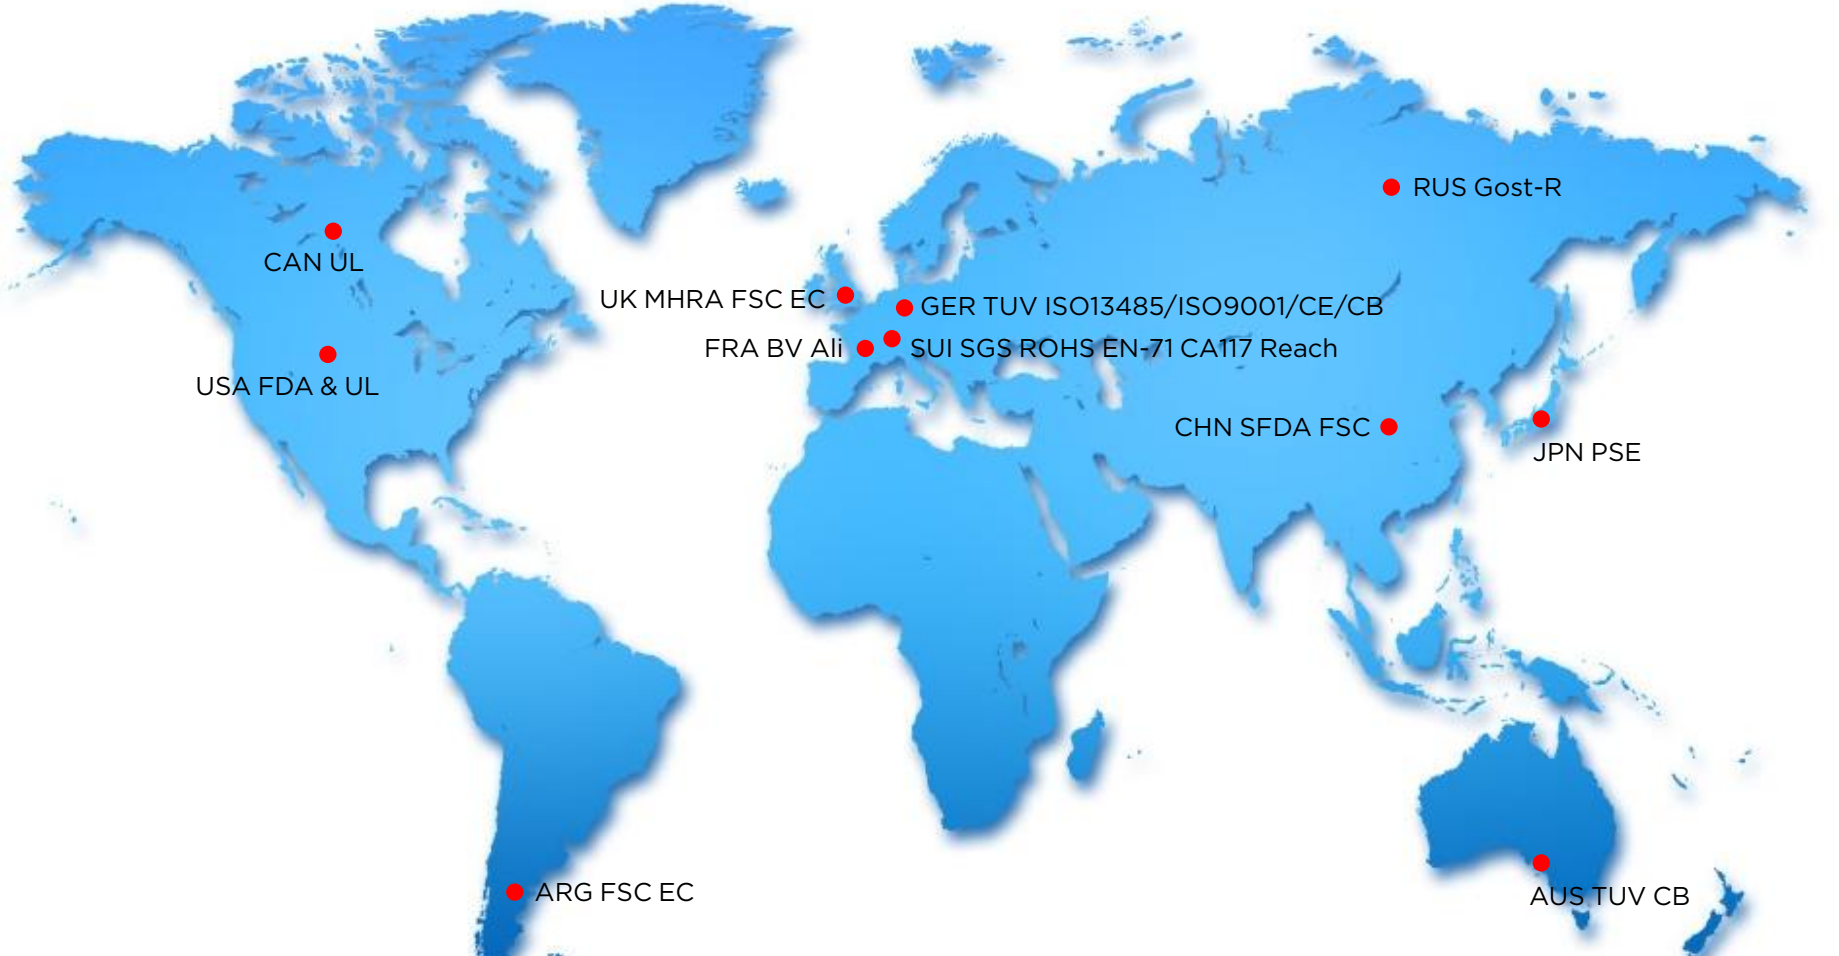 RUS Gost-R
CAN UL
UK MHRA FSC EC
GER TUV ISO13485/ISO9001/CE/CB
FRA BV Ali
SUI SGS ROHS EN-71 CA117 Reach
USA FDA & UL
CHN SFDA FSC
JPN PSE
ARG FSC EC
AUS TUV CB